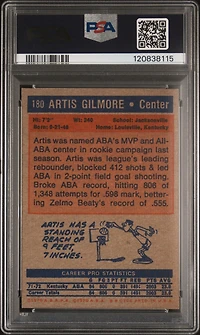 PSA
120838115
180 ARTIS GILMORE • Center
Ht: 7'2" Wt: 240 School: Jacksonville
Born: 9-21-48 Home: Louisville, Kentucky
Artis was named ABA's MVP and All-
ABA center in rookie campaign last
season. Artis was league's leading
rebounder, blocked 412 shots & led
ABA in 2-point field goal shooting.
Broke ABA record, hitting 806 of
1,348 attempts for .598 mark, better-
ing Zelmo Beaty's record of .555.
ARTIS HAS A
STANDING
REACH OF
9 FEET,
7 INCHES.
CAREER PRO STATISTICS
71-72 Kentucky ABA 84